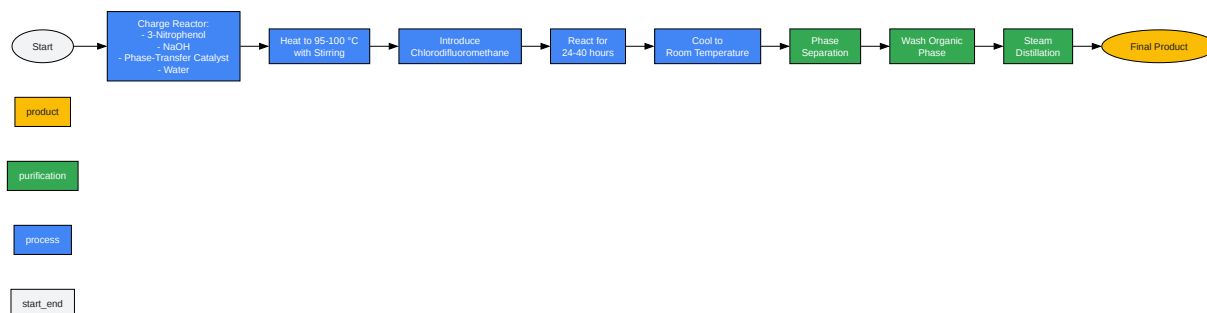 Start
Charge Reactor:
- 3-Nitrophenol
- NaOH
- Phase-Transfer Catalyst
- Water
Heat to 95-100 °C
with Stirring
Introduce
Chlorodifluoromethane
React for
24-40 hours
Cool to
Room Temperature
Phase
Separation
Wash Organic
Phase
Steam
Distillation
Final Product
product
purification
process
start_end